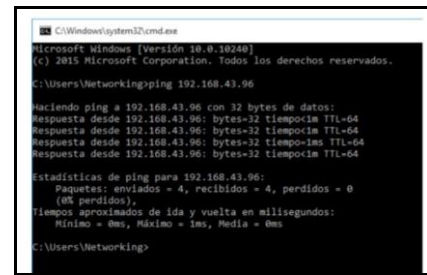 C:\Windows\system32\cmd.exe
Microsoft Windows [Versión 10.0.10240]
(c) 2015 Microsoft Corporation. Todos los derechos reservados.
C:\Users\Networking>ping 192.168.43.96
Haciendo ping a 192.168.43.96 con 32 bytes de datos:
Respuesta desde 192.168.43.96: bytes=32 tiempo<1m TTL=64
Respuesta desde 192.168.43.96: bytes=32 tiempo<1m TTL=64
Respuesta desde 192.168.43.96: bytes=32 tiempo=1ms TTL=64
Respuesta desde 192.168.43.96: bytes=32 tiempo<1m TTL=64
Estadísticas de ping para 192.168.43.96:
Paquetes: enviados = 4, recibidos = 4, perdidos = 0
(0% perdidos),
Tiempos aproximados de ida y vuelta en milisegundos:
Mínimo = 0ms, Máximo = 1ms, Media = 0ms
C:\Users\Networking>